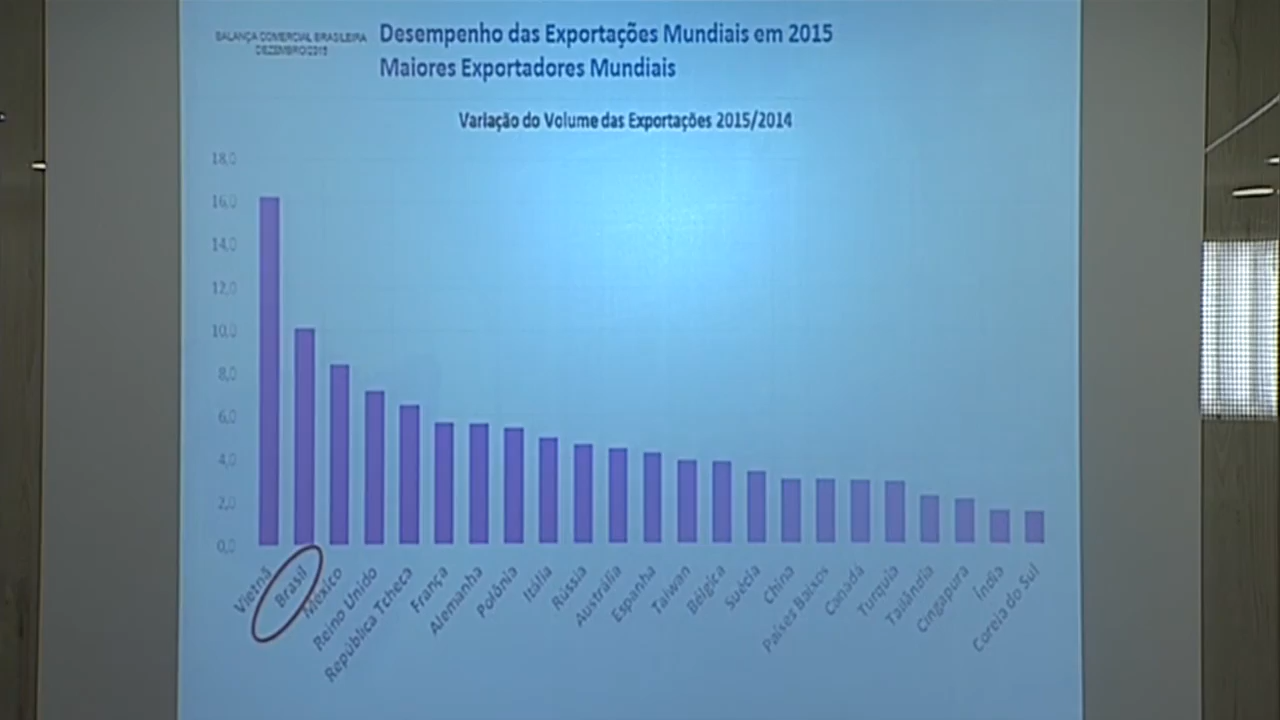 BALANÇA COMERCIAL BRASILEIRA
DEZEMBRO/2015
Desempenho das Exportações Mundiais em 2015
Maiores Exportadores Mundiais
Variação do Volume das Exportações 2015/2014
18,0
16,0
14,0
12,0
10,0
8,0
6,0
4,0
2,0
0,0
Vietnã
Brasil
México
Reino Unido
República Tcheca
França
Alemanha
Polônia
Itália
Rússia
Austrália
Espanha
Taiwan
Bélgica
Suécia
China
Países Baixos
Canadá
Turquia
Tailândia
Cingapura
Índia
Coreia do Sul